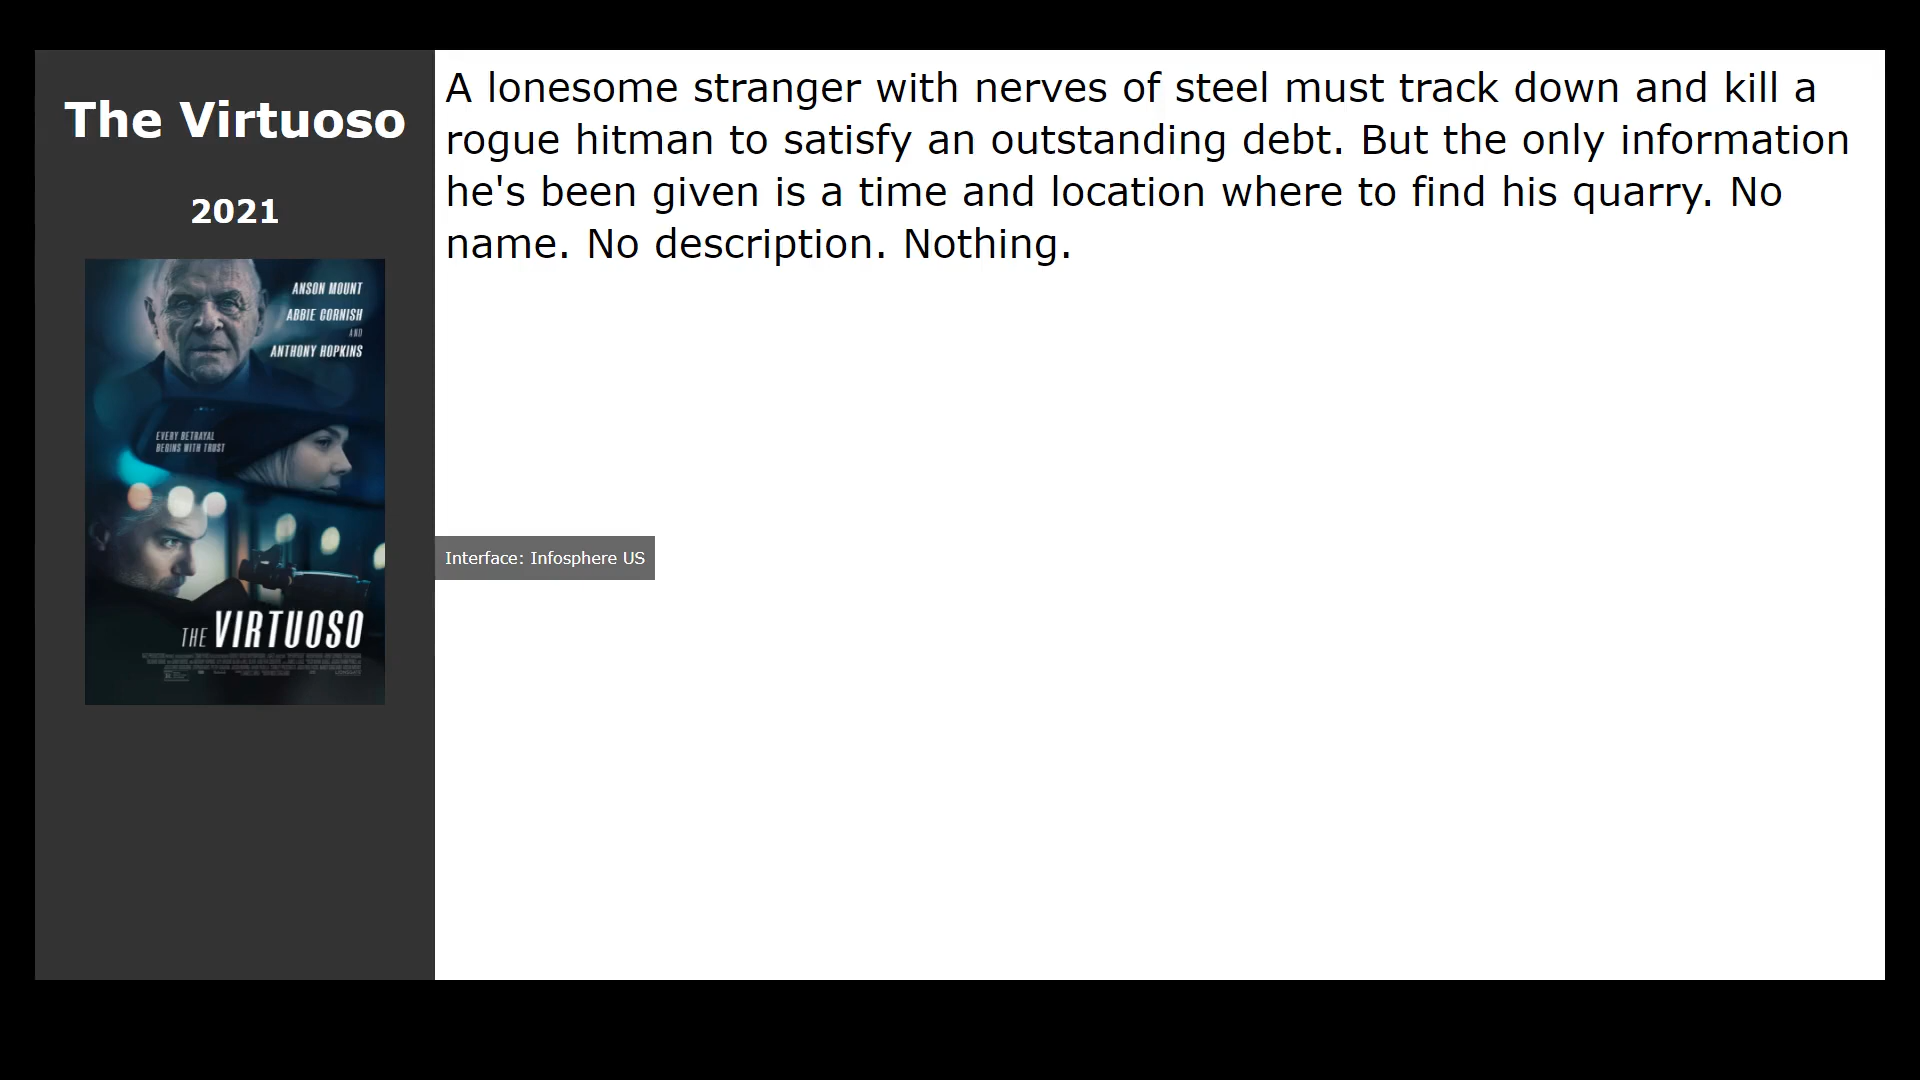 The Virtuoso
2021
ANSON MOUNT
ABBIE CORNISH
AND
ANTHONY HOPKINS
EVERY BETRAYAL
BEGINS WITH TRUST
THE VIRTUOSO
A lonesome stranger with nerves of steel must track down and kill a
rogue hitman to satisfy an outstanding debt. But the only information
he's been given is a time and location where to find his quarry. No
name. No description. Nothing.
Interface: Infosphere US